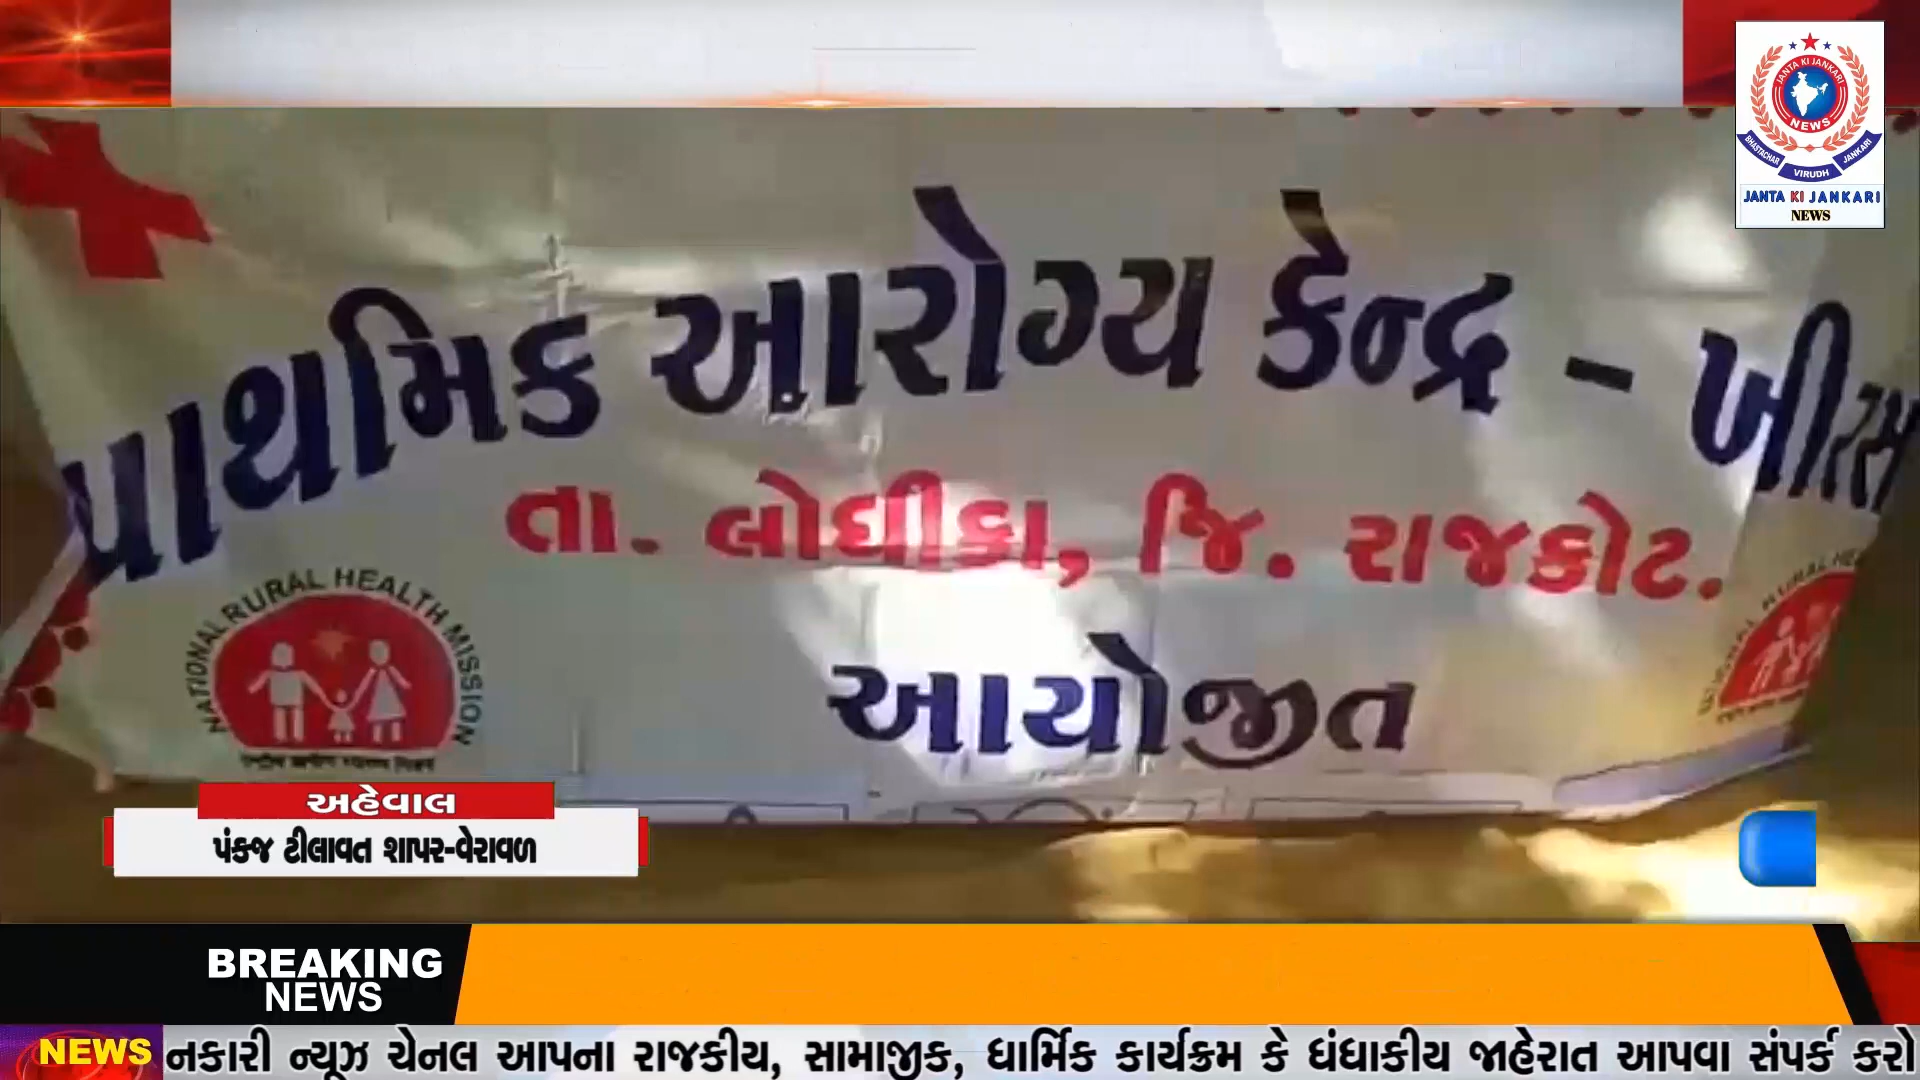 JANTA KI JANKARI
NEWS
BHASTACHAR
VIRUDH
JANKARI
JANTA KI JANKARI
NEWS
પ્રાથમિક આરોગ્ય કેન્દ્ર - ખીરસ
તા. લોધીકા, જિ. રાજકોટ.
NATIONAL RURAL HEALTH MISSION
આયોજીત
અહેવાલ
પંકજ ટીલાવત શાપર-વેરાવળ
BREAKING
NEWS
NEWS નકારી ન્યૂઝ ચેનલ આપના રાજકીય, સામાજીક, ધાર્મિક કાર્યક્રમ કે ધંધાકીય જાહેરાત આપવા સંપર્ક કરો